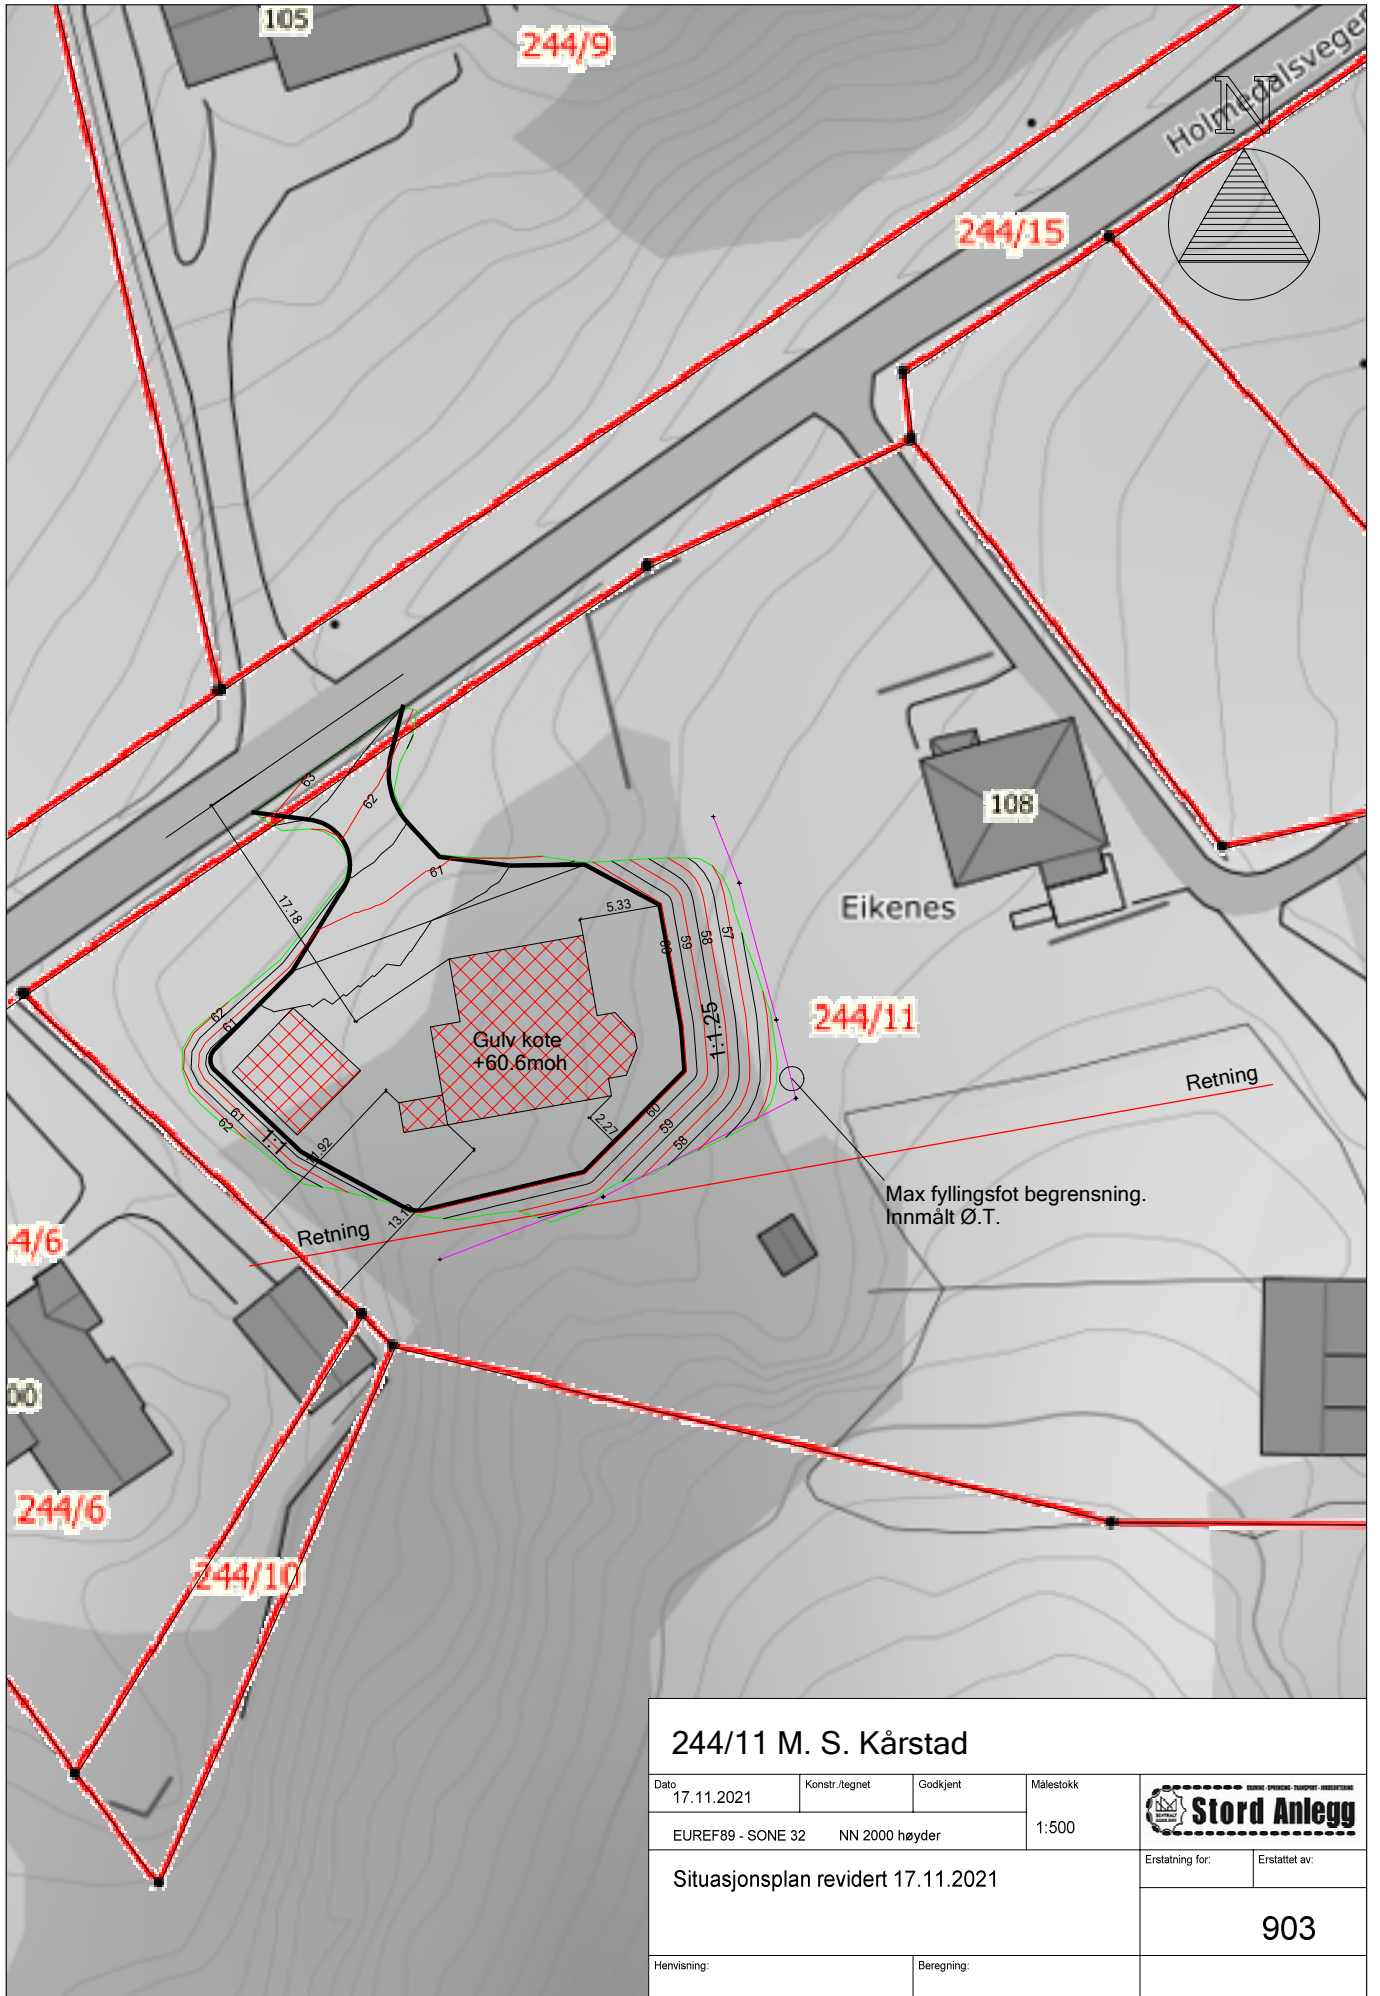 105
244/9
Holmedalsvegen
N
244/15
63
62
61
17.18
5.33
60
59
58
57
1:1.25
108
Eikenes
244/11
Gulv kote
+60.6moh
62
61
61
62
1:1
2.27
60
59
58
Retning
Retning
Max fyllingsfot begrensning.
Innmålt Ø.T.
4/6
00
244/6
244/10
244/11 M. S. Kårstad
Dato
17.11.2021
Konstr./tegnet
Godkjent
Målestokk
1:500
EUREF89 - SONE 32 NN 2000 høyder
Stord Anlegg
Situasjonsplan revidert 17.11.2021
Erstatning for:
Erstattet av:
903
Henvisning:
Beregning: